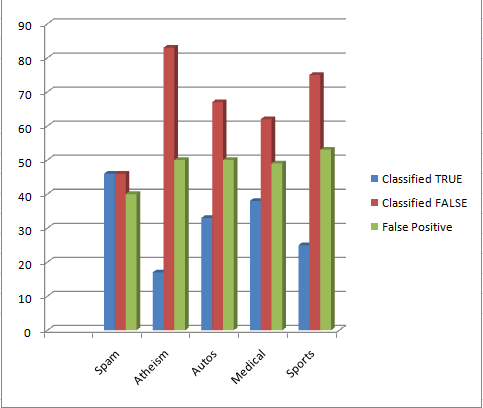 90
80
70
60
50
40
30
20
10
0
Spam
Atheism
Autos
Medical
Sports
Classified TRUE
Classified FALSE
False Positive